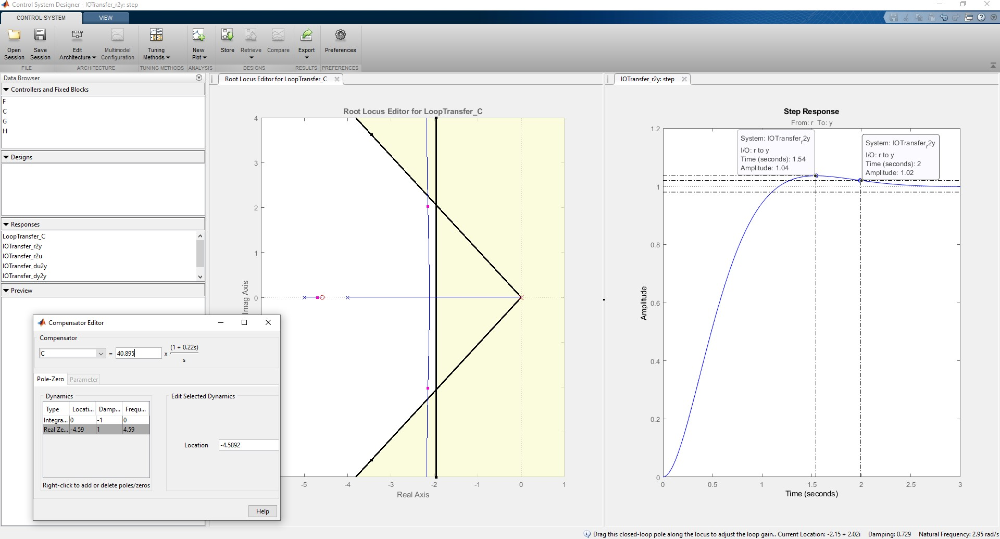 Control System Designer - IOTransfer_r2y: step
CONTROL SYSTEM
VIEW
Open Session
Save Session
Edit Architecture
Multimodel Configuration
Tuning Methods
New Plot
Store
Retrieve
Compare
Export
Preferences
FILE
ARCHITECTURE
TUNING METHODS
ANALYSIS
DESIGNS
RESULTS
PREFERENCES
Data Browser
Controllers and Fixed Blocks
F
C
G
H
Designs
Responses
LoopTransfer_C
IOTransfer_r2y
IOTransfer_r2u
IOTransfer_du2y
IOTransfer_dy2y
Preview
Root Locus Editor for LoopTransfer_C
Root Locus Editor for LoopTransfer_C
4
3
2
1
0
Imag Axis
-5
-4
-3
-2
-1
0
1
Real Axis
Compensator Editor
Compensator
C
=
40.895
x
(1 + 0.22s)
s
Pole-Zero
Parameter
Dynamics
Type Locati... Damp... Frequ...
Integra... 0 -1 0
Real Ze... -4.59 1 4.59
Right-click to add or delete poles/zeros
Edit Selected Dynamics
Location
-4.5892
Help
IOTransfer_r2y: step
Step Response
From: r To: y
System: IOTransfer_r2y
I/O: r to y
Time (seconds): 1.54
Amplitude: 1.04
System: IOTransfer_r2y
I/O: r to y
Time (seconds): 2
Amplitude: 1.02
1.2
1
0.8
0.6
0.4
0.2
0
Amplitude
0
0.5
1
1.5
2
2.5
3
Time (seconds)
Drag this closed-loop pole along the locus to adjust the loop gain.. Current Location: -2.15 + 2.02i Damping: 0.729 Natural Frequency: 2.95 rad/s